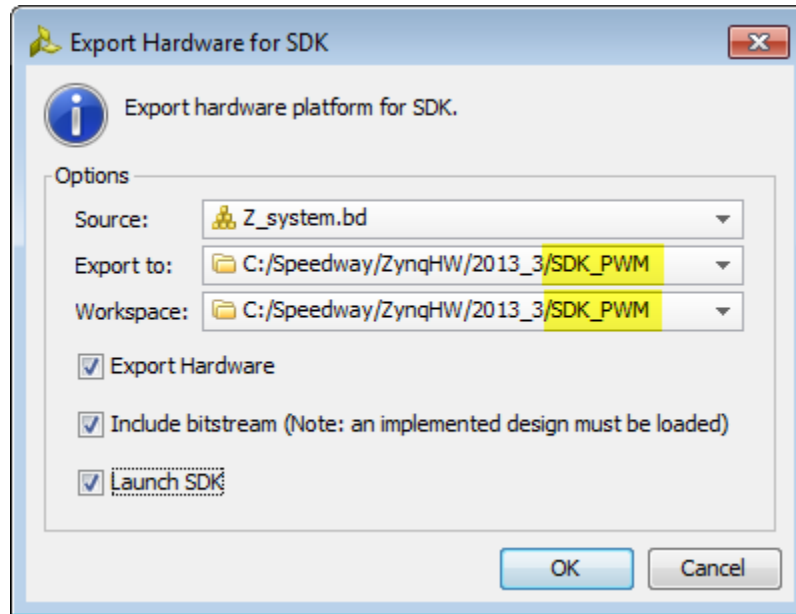 Export Hardware for SDK
Export hardware platform for SDK.
Options
Source: Z_system.bd
Export to: C:/Speedway/ZynqHW/2013_3/SDK_PWM
Workspace: C:/Speedway/ZynqHW/2013_3/SDK_PWM
Export Hardware
Include bitstream (Note: an implemented design must be loaded)
Launch SDK
OK Cancel